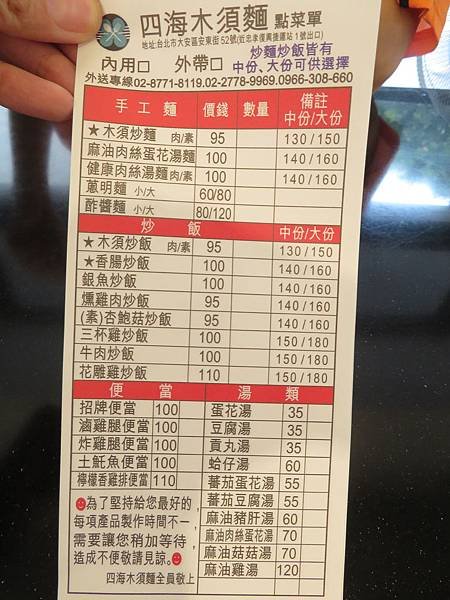 四海木須麵 點菜單
地址:台北市大安區安東街52號(近忠孝復興捷運站1號出口)
內用□ 外帶□ 炒麵炒飯皆有
中份、大份可供選擇
外送專線02-8771-8119.02-2778-9969.0966-308-660
手工麵 價錢 數量 備註
中份/大份
★木須炒麵 肉/素 95 130/150
麻油肉絲蛋花湯麵 100 140/160
健康肉絲湯麵肉/素 100 140/160
蔥明麵 小/大 60/80
酢醬麵 小/大 80/120
炒飯 中份/大份
★木須炒飯 肉/素 95 130/150
★香腸炒飯 100 140/160
銀魚炒飯 100 140/160
燻雞肉炒飯 95 140/160
(素)杏鮑菇炒飯 95 140/160
三杯雞炒飯 100 150/180
牛肉炒飯 100 150/180
花雕雞炒飯 110 150/180
便當 湯類
招牌便當 100 蛋花湯 35
滷雞腿便當 100 豆腐湯 35
炸雞腿便當 100 貢丸湯 35
土魠魚便當 100 蛤仔湯 60
檸檬香雞排便當 110 蕃茄蛋花湯 55
蕃茄豆腐湯 55
麻油豬肝湯 60
麻油肉絲蛋花湯 70
麻油菇菇湯 70
麻油雞湯 120
為了堅持給您最好的,
每項產品製作時間不一,
需要讓您稍加等待,
造成不便敬請見諒。
四海木須麵全員敬上